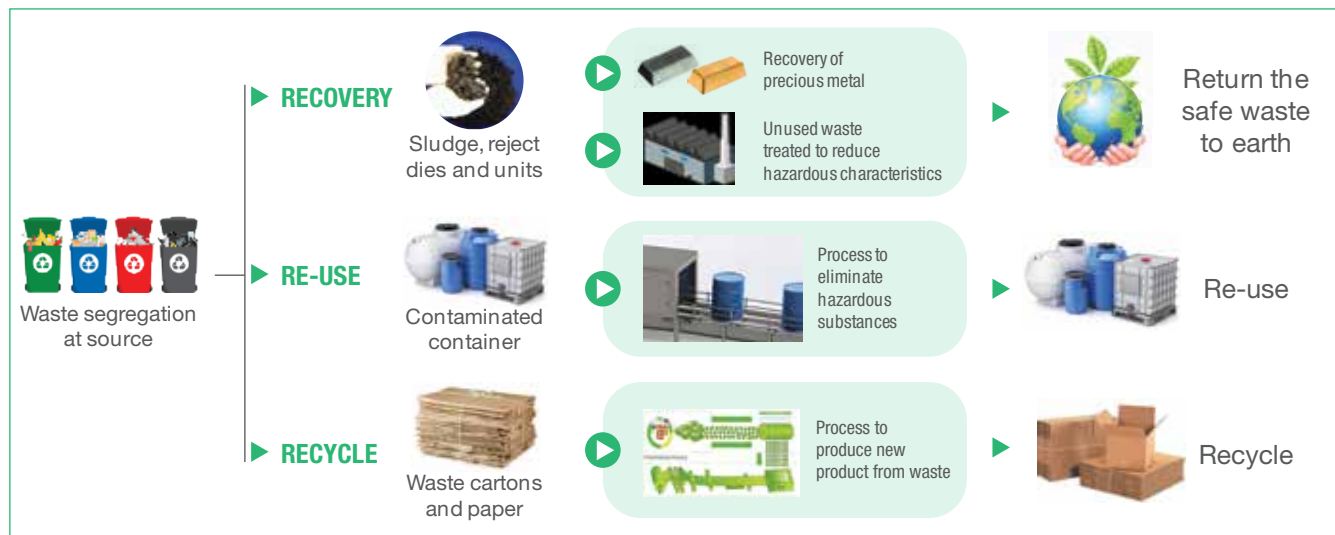 Waste segregation
at source
RECOVERY
Sludge, reject
dies and units
Recovery of
precious metal
Unused waste
treated to reduce
hazardous characteristics
Return the
safe waste
to earth
RE-USE
Contaminated
container
Process to
eliminate
hazardous
substances
Re-use
RECYCLE
Waste cartons
and paper
Process to
produce new
product from waste
Recycle